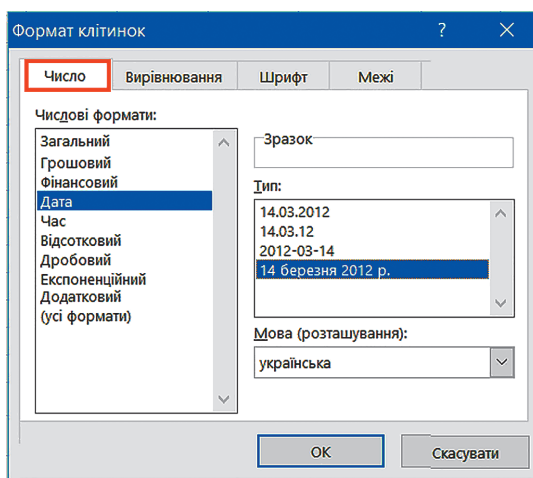 Формат клітинок ? ×
Число Вирівнювання Шрифт Межі
Числові формати:
Загальний
Грошовий
Фінансовий
Дата
Час
Відсотковий
Дробовий
Експоненційний
Додатковий
(усі формати)
Зразок
Тип:
14.03.2012
14.03.12
2012-03-14
14 березня 2012 р.
Мова (розташування):
українська
ОК Скасувати